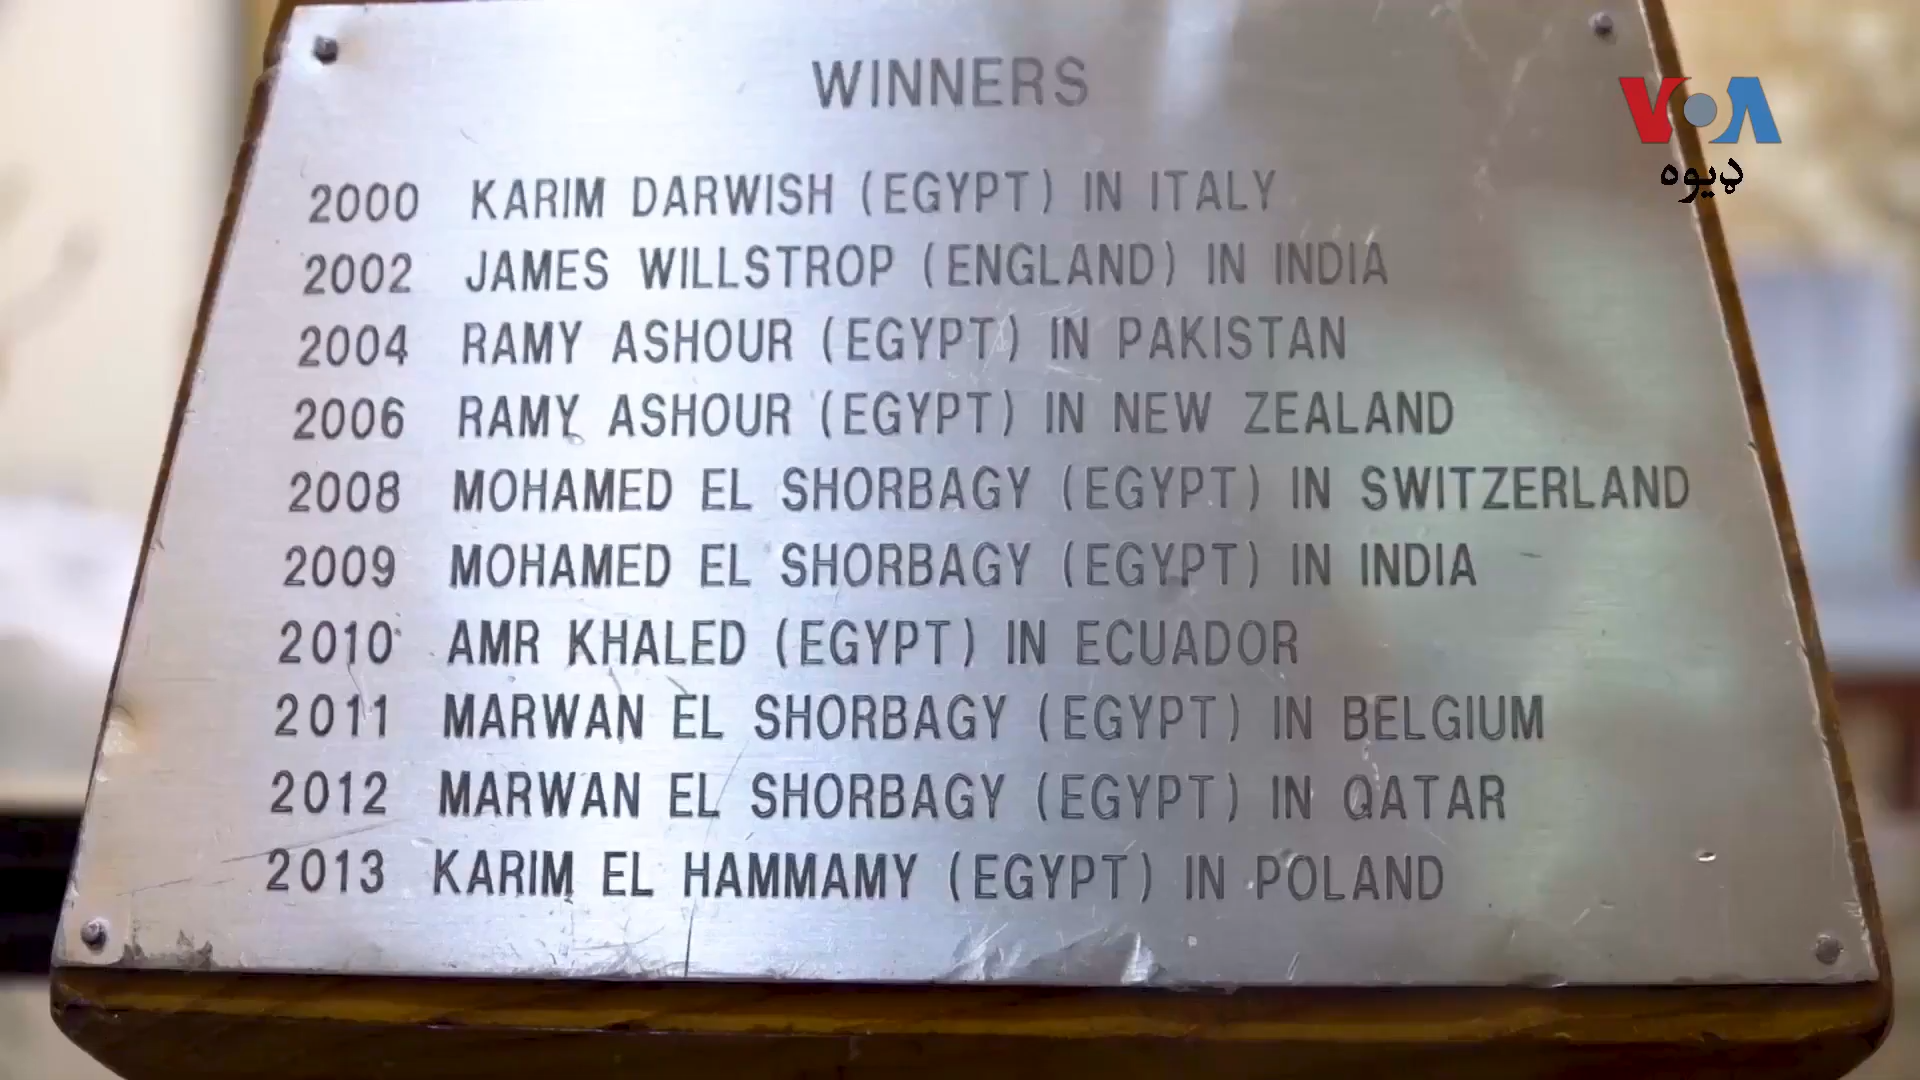 WINNERS
VOA
ډیوه
2000 KARIM DARWISH (EGYPT) IN ITALY
2002 JAMES WILLSTROP (ENGLAND) IN INDIA
2004 RAMY ASHOUR (EGYPT) IN PAKISTAN
2006 RAMY ASHOUR (EGYPT) IN NEW ZEALAND
2008 MOHAMED EL SHORBAGY (EGYPT) IN SWITZERLAND
2009 MOHAMED EL SHORBAGY (EGYPT) IN INDIA
2010 AMR KHALED (EGYPT) IN ECUADOR
2011 MARWAN EL SHORBAGY (EGYPT) IN BELGIUM
2012 MARWAN EL SHORBAGY (EGYPT) IN QATAR
2013 KARIM EL HAMMAMY (EGYPT) IN POLAND